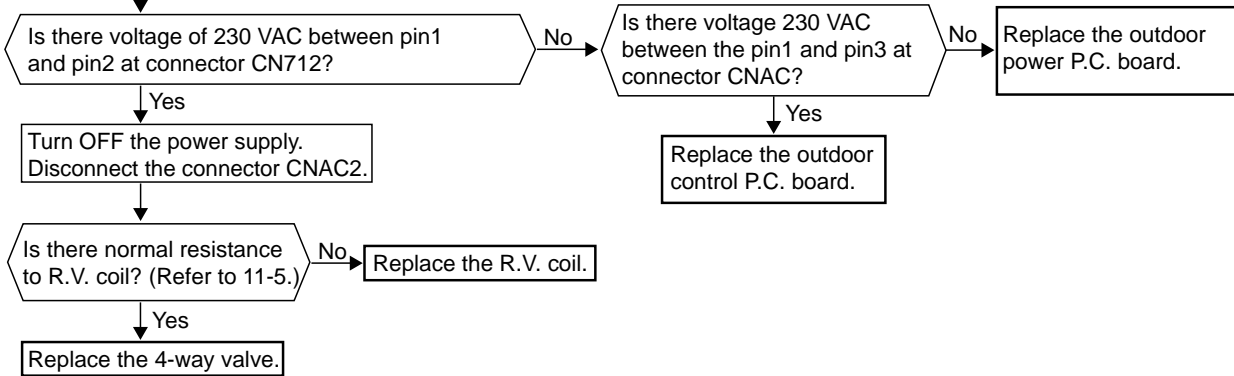 Is there voltage of 230 VAC between pin1
and pin2 at connector CN712?
No
Is there voltage 230 VAC
between the pin1 and pin3 at
connector CNAC?
No
Replace the outdoor
power P.C. board.
Yes
Turn OFF the power supply.
Disconnect the connector CNAC2.
Yes
Replace the outdoor
control P.C. board.
Is there normal resistance
to R.V. coil? (Refer to 11-5.)
No
Replace the R.V. coil.
Yes
Replace the 4-way valve.